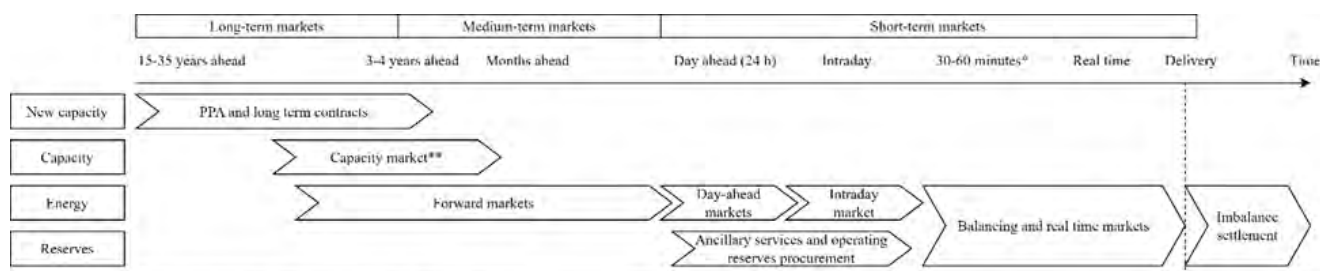 Long-term markets Medium-term markets Short-term markets
15-35 years ahead 3-4 years ahead Months ahead Day ahead (24 h) Intraday 30-60 minutes* Real time Delivery Time
New capacity PPA and long term contracts
Capacity Capacity market**
Energy Forward markets Day-ahead markets Intraday market Balancing and real time markets Imbalance settlement
Reserves Ancillary services and operating reserves procurement